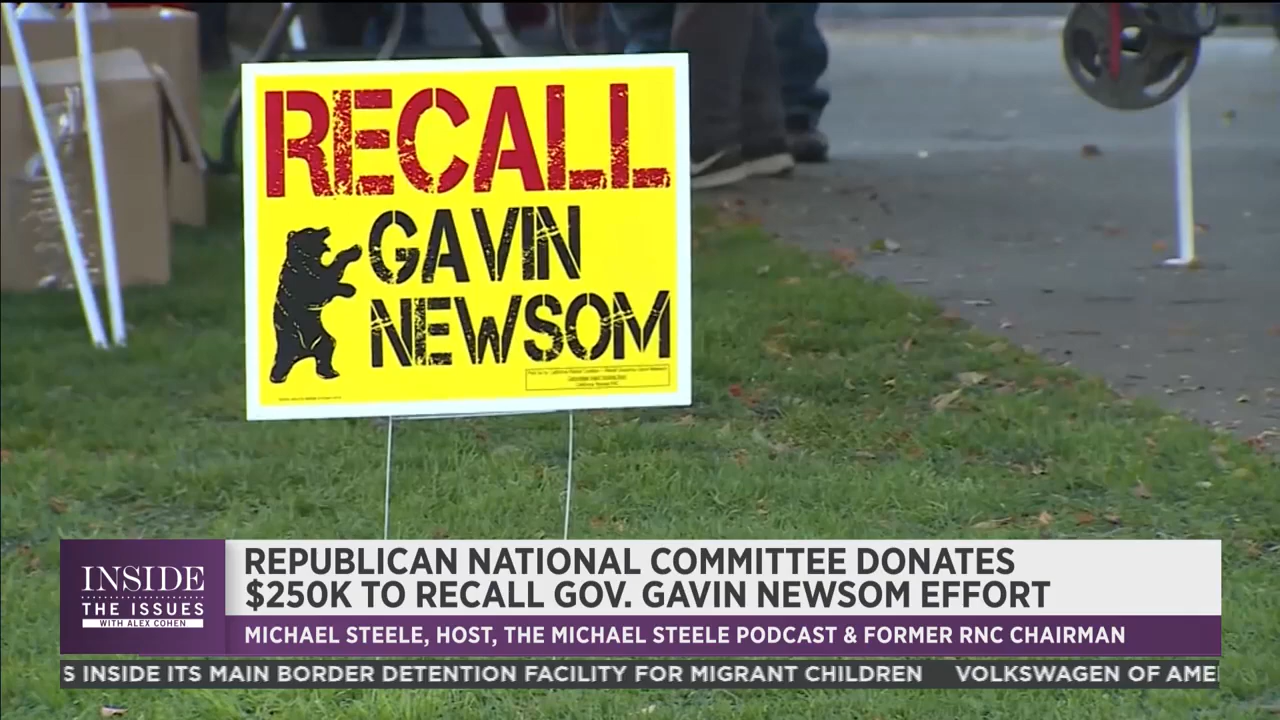 RECALL
GAVIN
NEWSOM
INSIDE
THE ISSUES
WITH ALEX COHEN
REPUBLICAN NATIONAL COMMITTEE DONATES
$250K TO RECALL GOV. GAVIN NEWSOM EFFORT
MICHAEL STEELE, HOST, THE MICHAEL STEELE PODCAST & FORMER RNC CHAIRMAN
S INSIDE ITS MAIN BORDER DETENTION FACILITY FOR MIGRANT CHILDREN VOLKSWAGEN OF AME